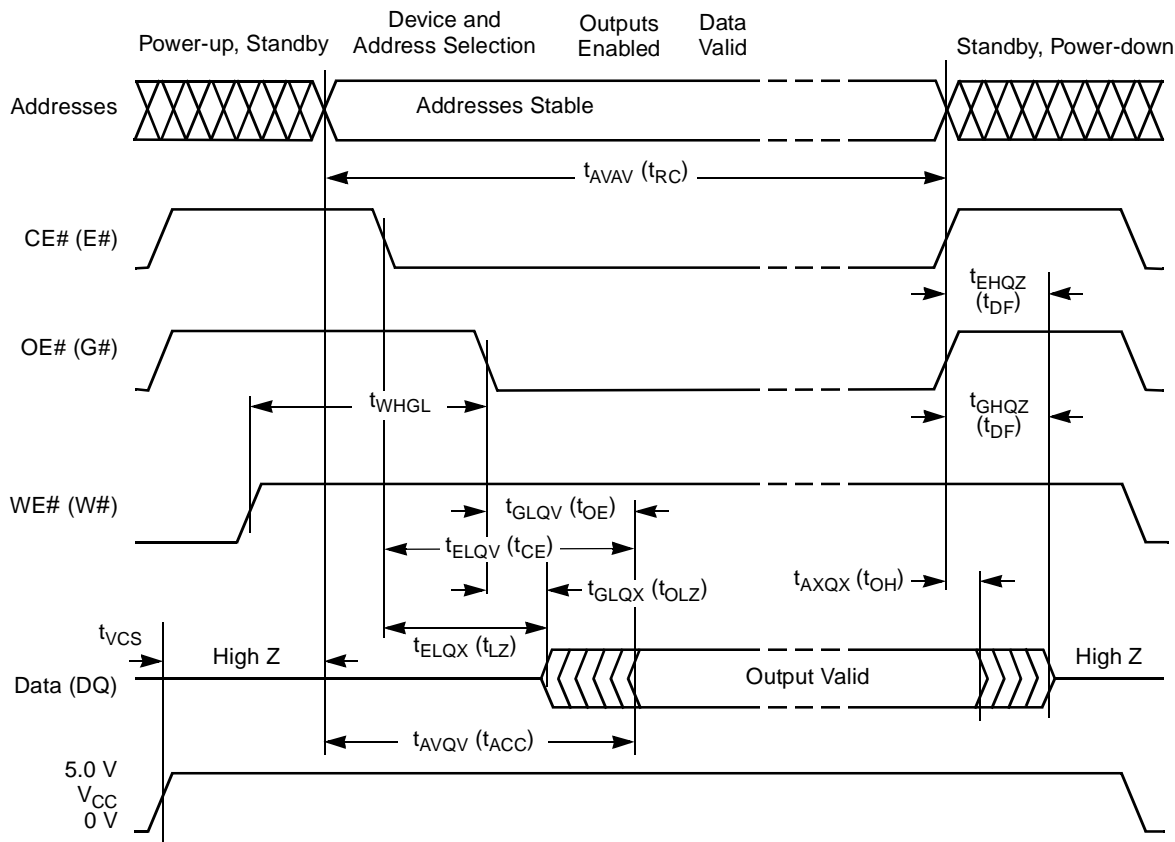 Power-up, Standby
Device and
Address Selection
Outputs
Enabled
Data
Valid
Standby, Power-down
Addresses
Addresses Stable
tAVAV (tRC)
CE# (E#)
tEHQZ
(tDF)
OE# (G#)
tWHGL
tGHQZ
(tDF)
WE# (W#)
tGLQV (tOE)
tELQV (tCE)
tGLQX (tOLZ)
tAXQX (tOH)
tVCS
tELQX (tLZ)
High Z
Output Valid
High Z
Data (DQ)
tAVQV (tACC)
5.0 V
VCC
0 V